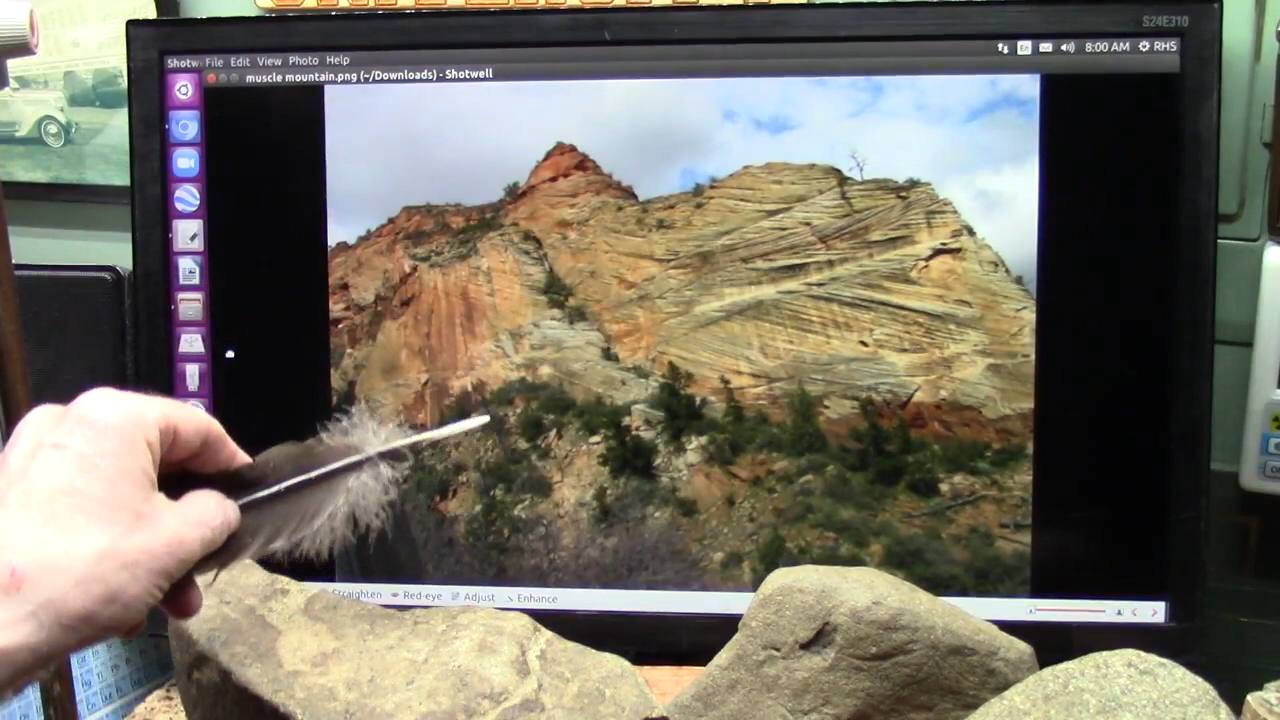 S24E310
Shotw File Edit View Photo Help
En 8:00 AM RHS
muscle mountain.png (~/Downloads) - Shotwell
Straighten Red-eye Adjust Enhance